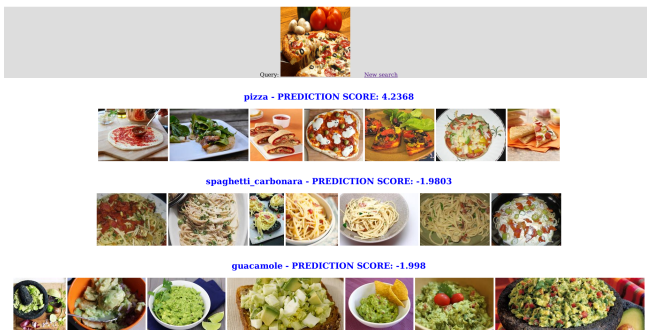 Query: New search
pizza - PREDICTION SCORE: 4.2368
spaghetti_carbonara - PREDICTION SCORE: -1.9803
guacamole - PREDICTION SCORE: -1.998